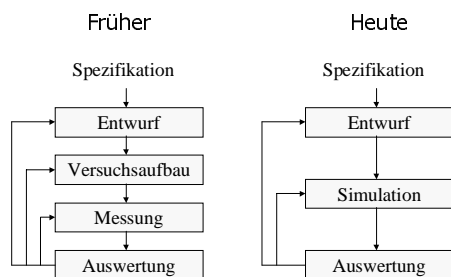 Früher
Spezifikation
Entwurf
Versuchsaufbau
Messung
Auswertung
Heute
Spezifikation
Entwurf
Simulation
Auswertung